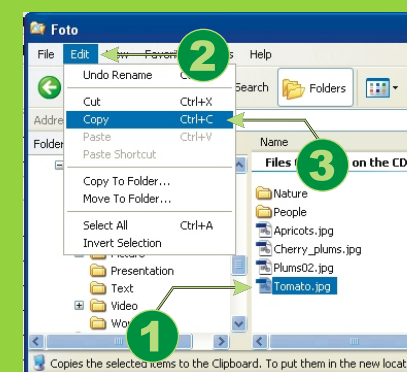 Foto
File Edit Help
2
Undo Rename
Search Folders
Cut Ctrl+X
Addre
Copy Ctrl+C
Paste Ctrl+V
Folder
Name
Paste Shortcut
3
Files on the CD
Copy To Folder...
Move To Folder...
Nature
People
Select All Ctrl+A
Apricots.jpg
Invert Selection
Cherry_plums.jpg
Presentation
Plums02.jpg
Text
Tomato.jpg
Video
1
Copies the selected items to the Clipboard. To put them in the new locat